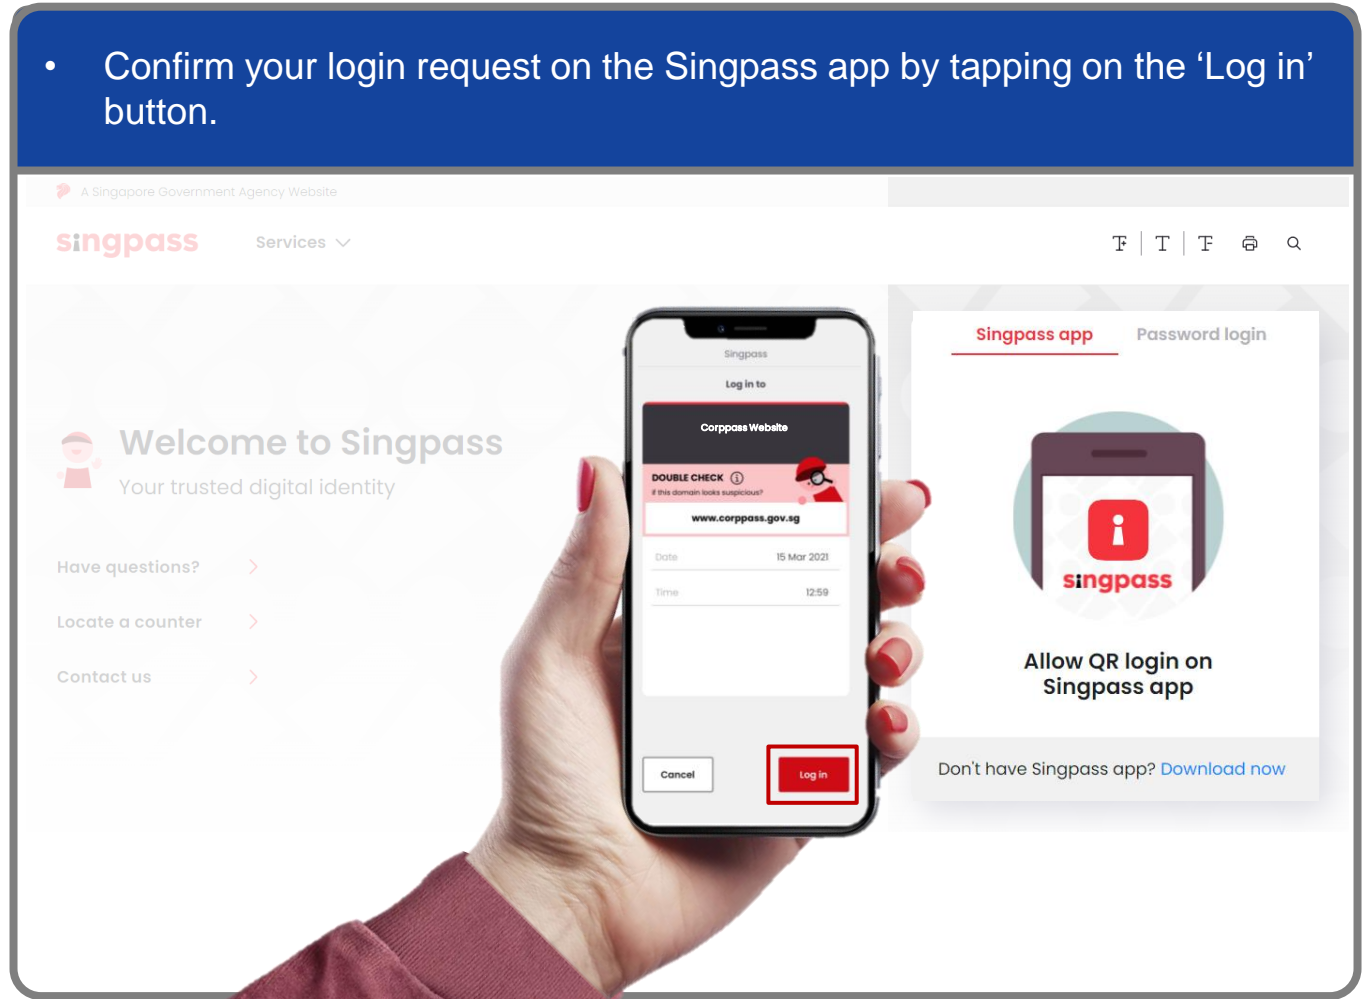 • Confirm your login request on the Singpass app by tapping on the ‘Log in’
button.
A Singapore Government Agency Website
singpass
Services
Welcome to Singpass
Your trusted digital identity
Have questions?
Locate a counter
Contact us
Singpass
Log in to
Corppass Website
DOUBLE CHECK
if this domain looks suspicious?
www.corppass.gov.sg
Date 15 Mar 2021
Time 12:59
Cancel
Log in
T+ | T | T-
Singpass app
Password login
singpass
Allow QR login on
Singpass app
Don't have Singpass app? Download now